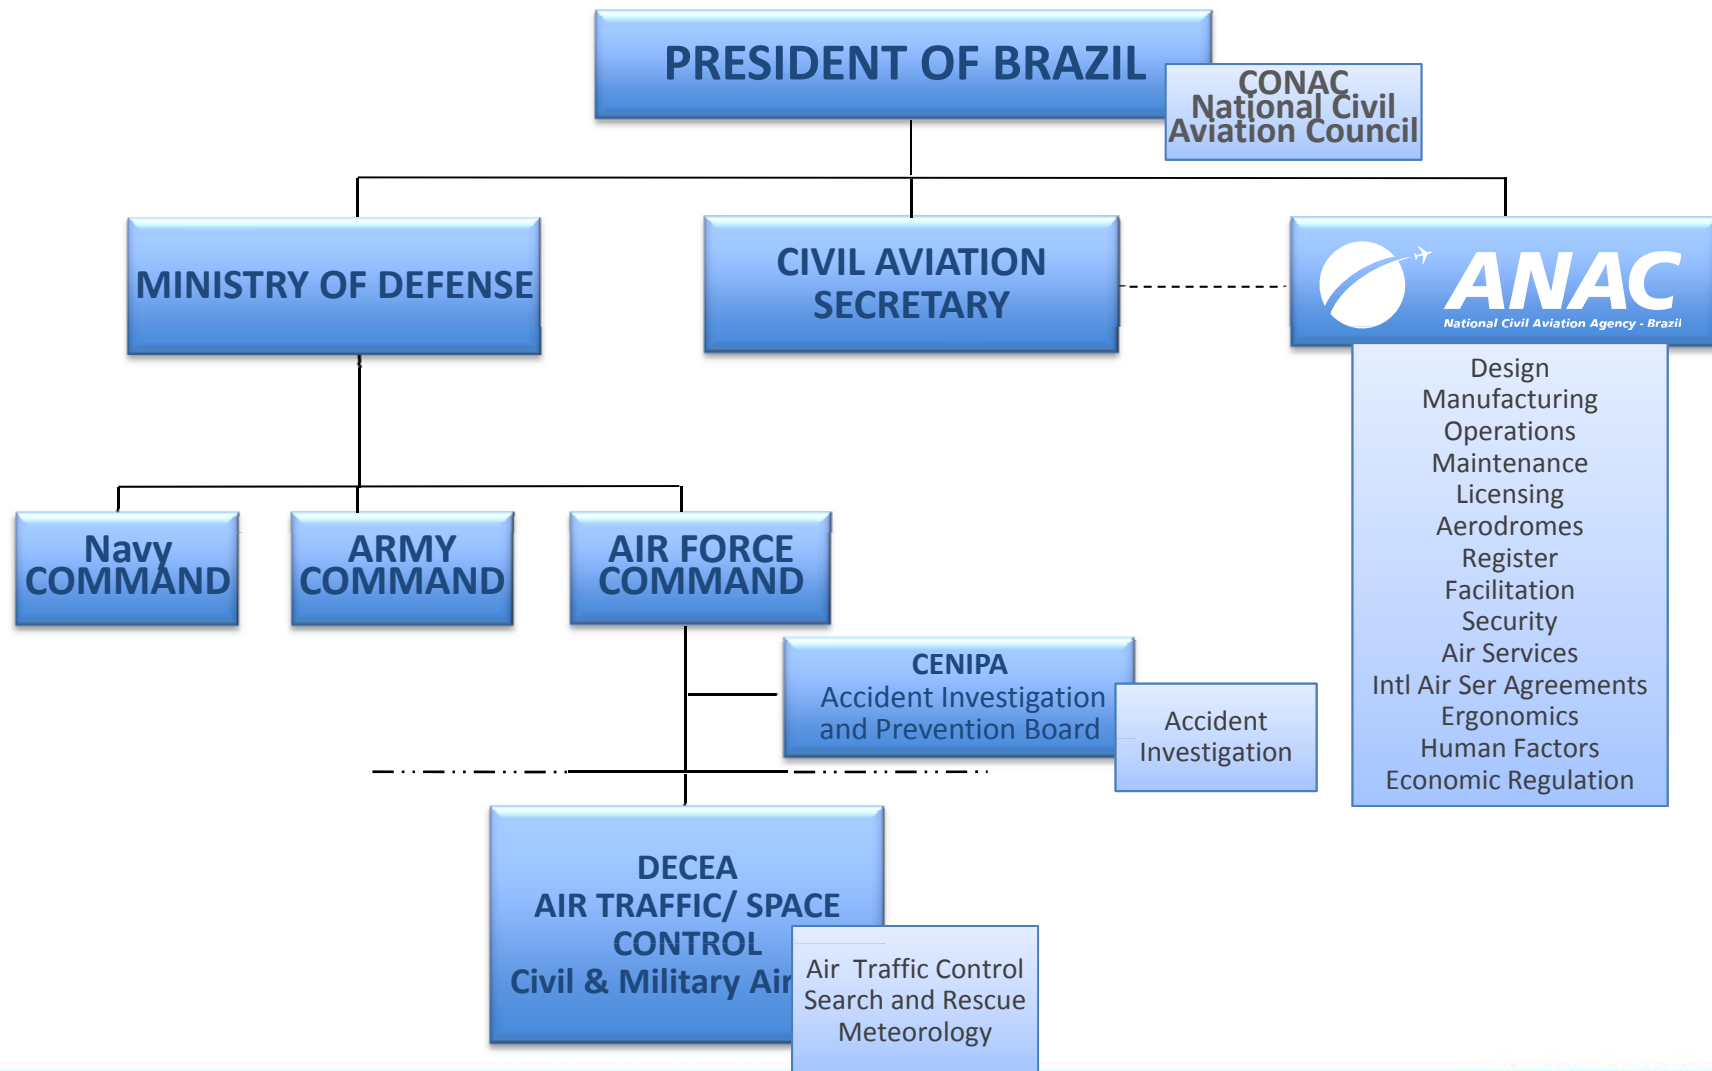 PRESIDENT OF BRAZIL
CONAC
National Civil
Aviation Council
MINISTRY OF DEFENSE
CIVIL AVIATION
SECRETARY
ANAC
National Civil Aviation Agency - Brazil
Design
Manufacturing
Operations
Maintenance
Licensing
Aerodromes
Register
Facilitation
Security
Air Services
Intl Air Ser Agreements
Ergonomics
Human Factors
Economic Regulation
Navy
COMMAND
ARMY
COMMAND
AIR FORCE
COMMAND
CENIPA
Accident Investigation
and Prevention Board
Accident
Investigation
DECEA
AIR TRAFFIC/ SPACE
CONTROL
Civil & Military Air
Air Traffic Control
Search and Rescue
Meteorology